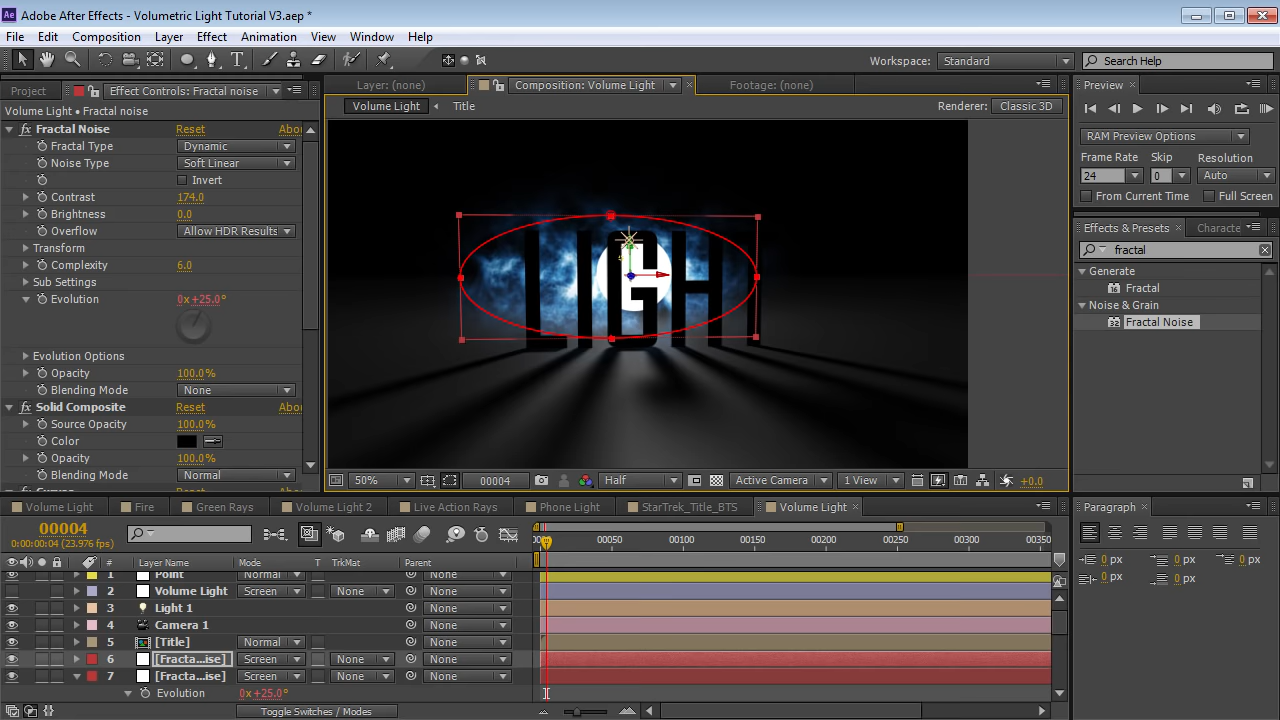 Adobe After Effects - Volumetric Light Tutorial V3.aep *
File Edit Composition Layer Effect Animation View Window Help
Workspace: Standard
Search Help
Project Effect Controls: Fractal noise
Volume Light • Fractal noise
Fractal Noise Reset Abou
Fractal Type Dynamic
Noise Type Soft Linear
Invert
Contrast 174.0
Brightness 0.0
Overflow Allow HDR Results
Transform
Complexity 6.0
Sub Settings
Evolution 0x+25.0°
Evolution Options
Opacity 100.0%
Blending Mode None
Solid Composite Reset Abou
Source Opacity 100.0%
Color
Opacity 100.0%
Blending Mode Normal
Layer: (none) Composition: Volume Light Footage: (none)
Volume Light Title
Renderer: Classic 3D
LIGH
50% 00004 Half Active Camera 1 View +0.0
Preview
RAM Preview Options
Frame Rate Skip Resolution
24 0 Auto
From Current Time Full Screen
Effects & Presets Characte
fractal
Generate
Fractal
Noise & Grain
Fractal Noise
Volume Light Fire Green Rays Volume Light 2 Live Action Rays Phone Light StarTrek_Title_BTS Volume Light
00004
0:00:00:04 (23.976 fps)
00050 00100 00150 00200 00250 00300 00350
# Layer Name Mode T TrkMat Parent
1 Point Normal None
2 Volume Light Screen None None
3 Light 1 None
4 Camera 1 None
5 [Title] Normal None
6 [Fracta...ise] Screen None None
7 [Fracta...ise] Screen None None
Evolution 0x+25.0°
Toggle Switches / Modes
Paragraph
0 px 0 px 0 px
0 px 0 px